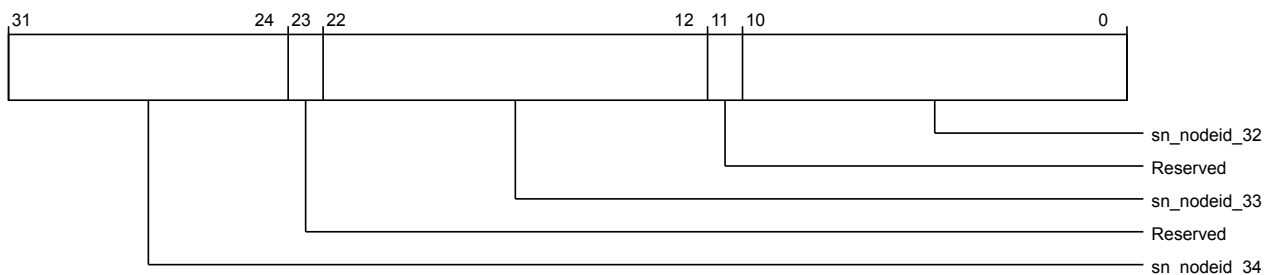 31 24 23 22 12 11 10 0
sn_nodeid_32
Reserved
sn_nodeid_33
Reserved
sn_nodeid_34